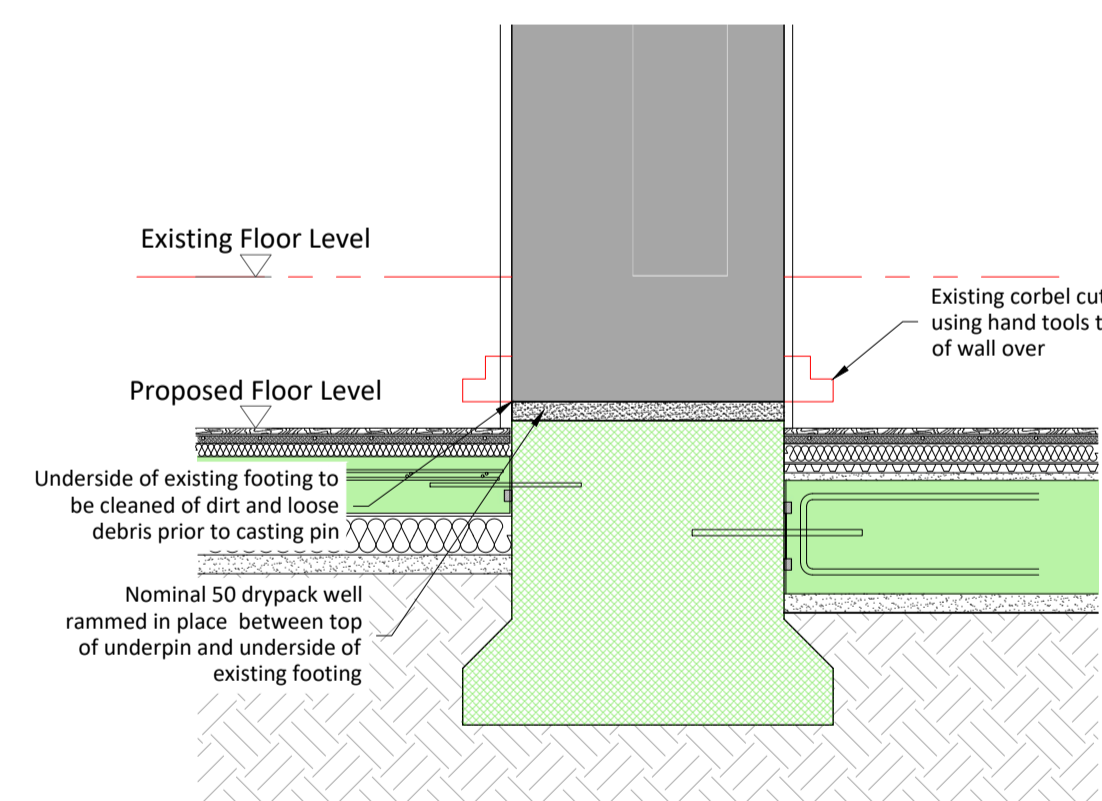 Existing Floor Level
Existing corbel cut
using hand tools t
of wall over
Proposed Floor Level
Underside of existing footing to
be cleaned of dirt and loose
debris prior to casting pin
Nominal 50 drypack well
rammed in place between top
of underpin and underside of
existing footing